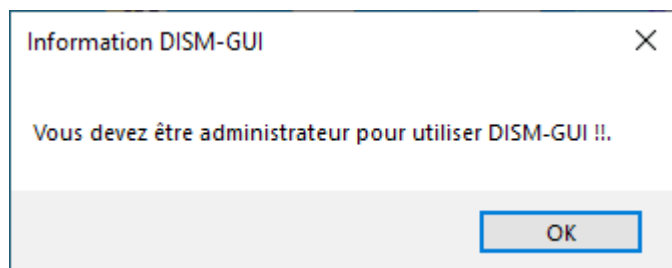 Information DISM-GUI
Vous devez être administrateur pour utiliser DISM-GUI !!.
OK